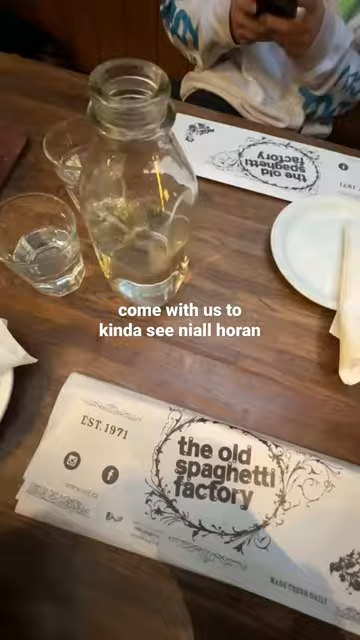 the old
spaghetti
factory
1971
come with us to
kinda see niall horan
EST. 1971
the old
spaghetti
factory
MADE FRESH DAILY